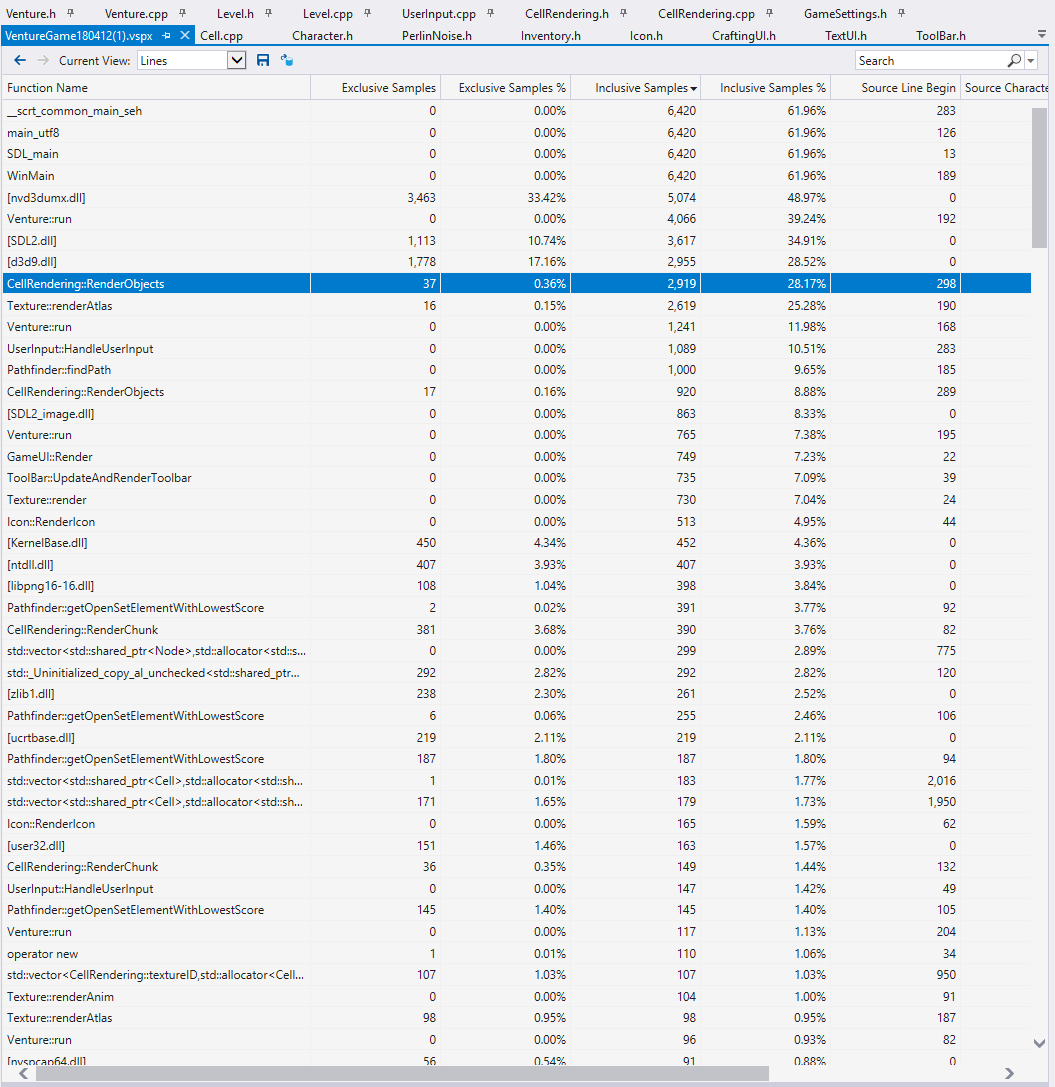 Venture.h Venture.cpp Level.h Level.cpp UserInput.cpp CellRendering.h CellRendering.cpp GameSettings.h
VentureGame180412(1).vspx Cell.cpp Character.h PerlinNoise.h Inventory.h Icon.h CraftingUI.h TextUI.h ToolBar.h
Current View: Lines Search
Function Name Exclusive Samples Exclusive Samples % Inclusive Samples Inclusive Samples % Source Line Begin Source Characte
__scrt_common_main_seh 0 0.00% 6,420 61.96% 283
main_utf8 0 0.00% 6,420 61.96% 126
SDL_main 0 0.00% 6,420 61.96% 13
WinMain 0 0.00% 6,420 61.96% 189
[nvd3dumx.dll] 3,463 33.42% 5,074 48.97% 0
Venture::run 0 0.00% 4,066 39.24% 192
[SDL2.dll] 1,113 10.74% 3,617 34.91% 0
[d3d9.dll] 1,778 17.16% 2,955 28.52% 0
CellRendering::RenderObjects 37 0.36% 2,919 28.17% 298
Texture::renderAtlas 16 0.15% 2,619 25.28% 190
Venture::run 0 0.00% 1,241 11.98% 168
UserInput::HandleUserInput 0 0.00% 1,089 10.51% 283
Pathfinder::findPath 0 0.00% 1,000 9.65% 185
CellRendering::RenderObjects 17 0.16% 920 8.88% 289
[SDL2_image.dll] 0 0.00% 863 8.33% 0
Venture::run 0 0.00% 765 7.38% 195
GameUI::Render 0 0.00% 749 7.23% 22
ToolBar::UpdateAndRenderToolbar 0 0.00% 735 7.09% 39
Texture::render 0 0.00% 730 7.04% 24
Icon::RenderIcon 0 0.00% 513 4.95% 44
[KernelBase.dll] 450 4.34% 452 4.36% 0
[ntdll.dll] 407 3.93% 407 3.93% 0
[libpng16-16.dll] 108 1.04% 398 3.84% 0
Pathfinder::getOpenSetElementWithLowestScore 2 0.02% 391 3.77% 92
CellRendering::RenderChunk 381 3.68% 390 3.76% 82
std::vector<std::shared_ptr<Node>,std::allocator<std::s... 0 0.00% 299 2.89% 775
std::_Uninitialized_copy_al_unchecked<std::shared_ptr... 292 2.82% 292 2.82% 120
[zlib1.dll] 238 2.30% 261 2.52% 0
Pathfinder::getOpenSetElementWithLowestScore 6 0.06% 255 2.46% 106
[ucrtbase.dll] 219 2.11% 219 2.11% 0
Pathfinder::getOpenSetElementWithLowestScore 187 1.80% 187 1.80% 94
std::vector<std::shared_ptr<Cell>,std::allocator<std::sh... 1 0.01% 183 1.77% 2,016
std::vector<std::shared_ptr<Cell>,std::allocator<std::sh... 171 1.65% 179 1.73% 1,950
Icon::RenderIcon 0 0.00% 165 1.59% 62
[user32.dll] 151 1.46% 163 1.57% 0
CellRendering::RenderChunk 36 0.35% 149 1.44% 132
UserInput::HandleUserInput 0 0.00% 147 1.42% 49
Pathfinder::getOpenSetElementWithLowestScore 145 1.40% 145 1.40% 105
Venture::run 0 0.00% 117 1.13% 204
operator new 1 0.01% 110 1.06% 34
std::vector<CellRendering::textureID,std::allocator<Cell... 107 1.03% 107 1.03% 950
Texture::renderAnim 0 0.00% 104 1.00% 91
Texture::renderAtlas 98 0.95% 98 0.95% 187
Venture::run 0 0.00% 96 0.93% 82
[nvspcap64.dll] 56 0.54% 91 0.88% 0